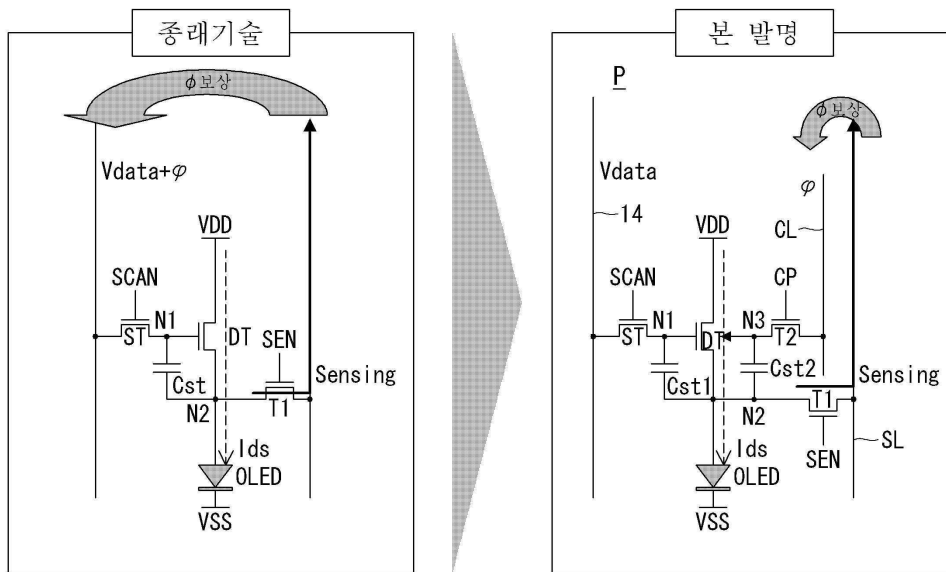 종래기술
ϕ보상
Vdata+φ
VDD
SCAN
ST
N1
DT
SEN
Cst
T1
Sensing
N2
Ids
OLED
VSS
본 발명
P
ϕ보상
Vdata
φ
14
CL
VDD
SCAN
CP
ST
N1
DT
N3
T2
Cst1
Cst2
Sensing
T1
N2
SL
Ids
SEN
OLED
VSS